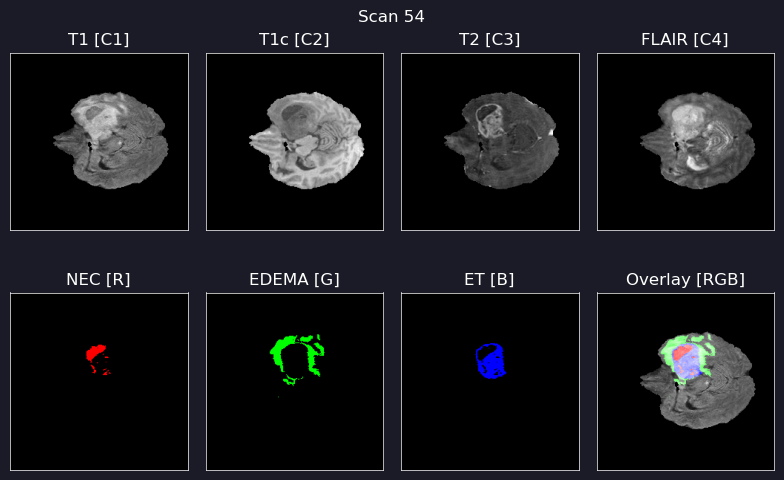 Scan 54
T1 [C1]
T1c [C2]
T2 [C3]
FLAIR [C4]
NEC [R]
EDEMA [G]
ET [B]
Overlay [RGB]